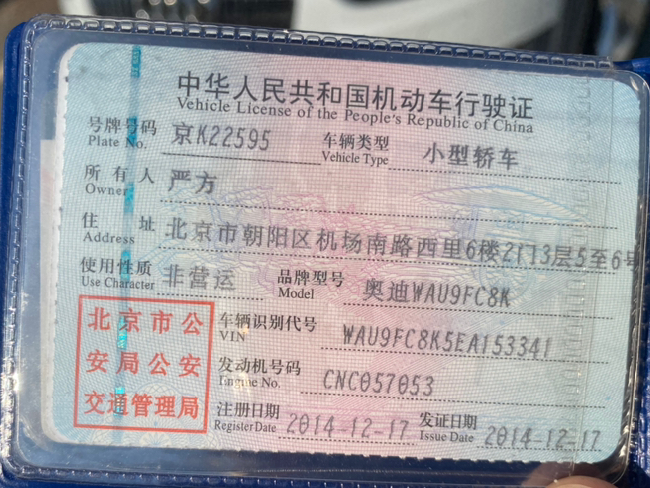 中华人民共和国机动车行驶证
Vehicle License of the People's Republic of China
号牌号码 京K22595 车辆类型 小型轿车
Plate No. Vehicle Type
所有人 严方
Owner
住址 北京市朝阳区机场南路西里6楼2门3层5至6号
Address
使用性质 非营运 品牌型号 奥迪WAU9FC8K
Use Character Model
北京市公 车辆识别代号 WAU9FC8K5EA153341
VIN
安局公安 发动机号码 CNC057053
Engine No.
交通管理局 注册日期 2014-12-17 发证日期 2014-12-17
Register Date Issue Date